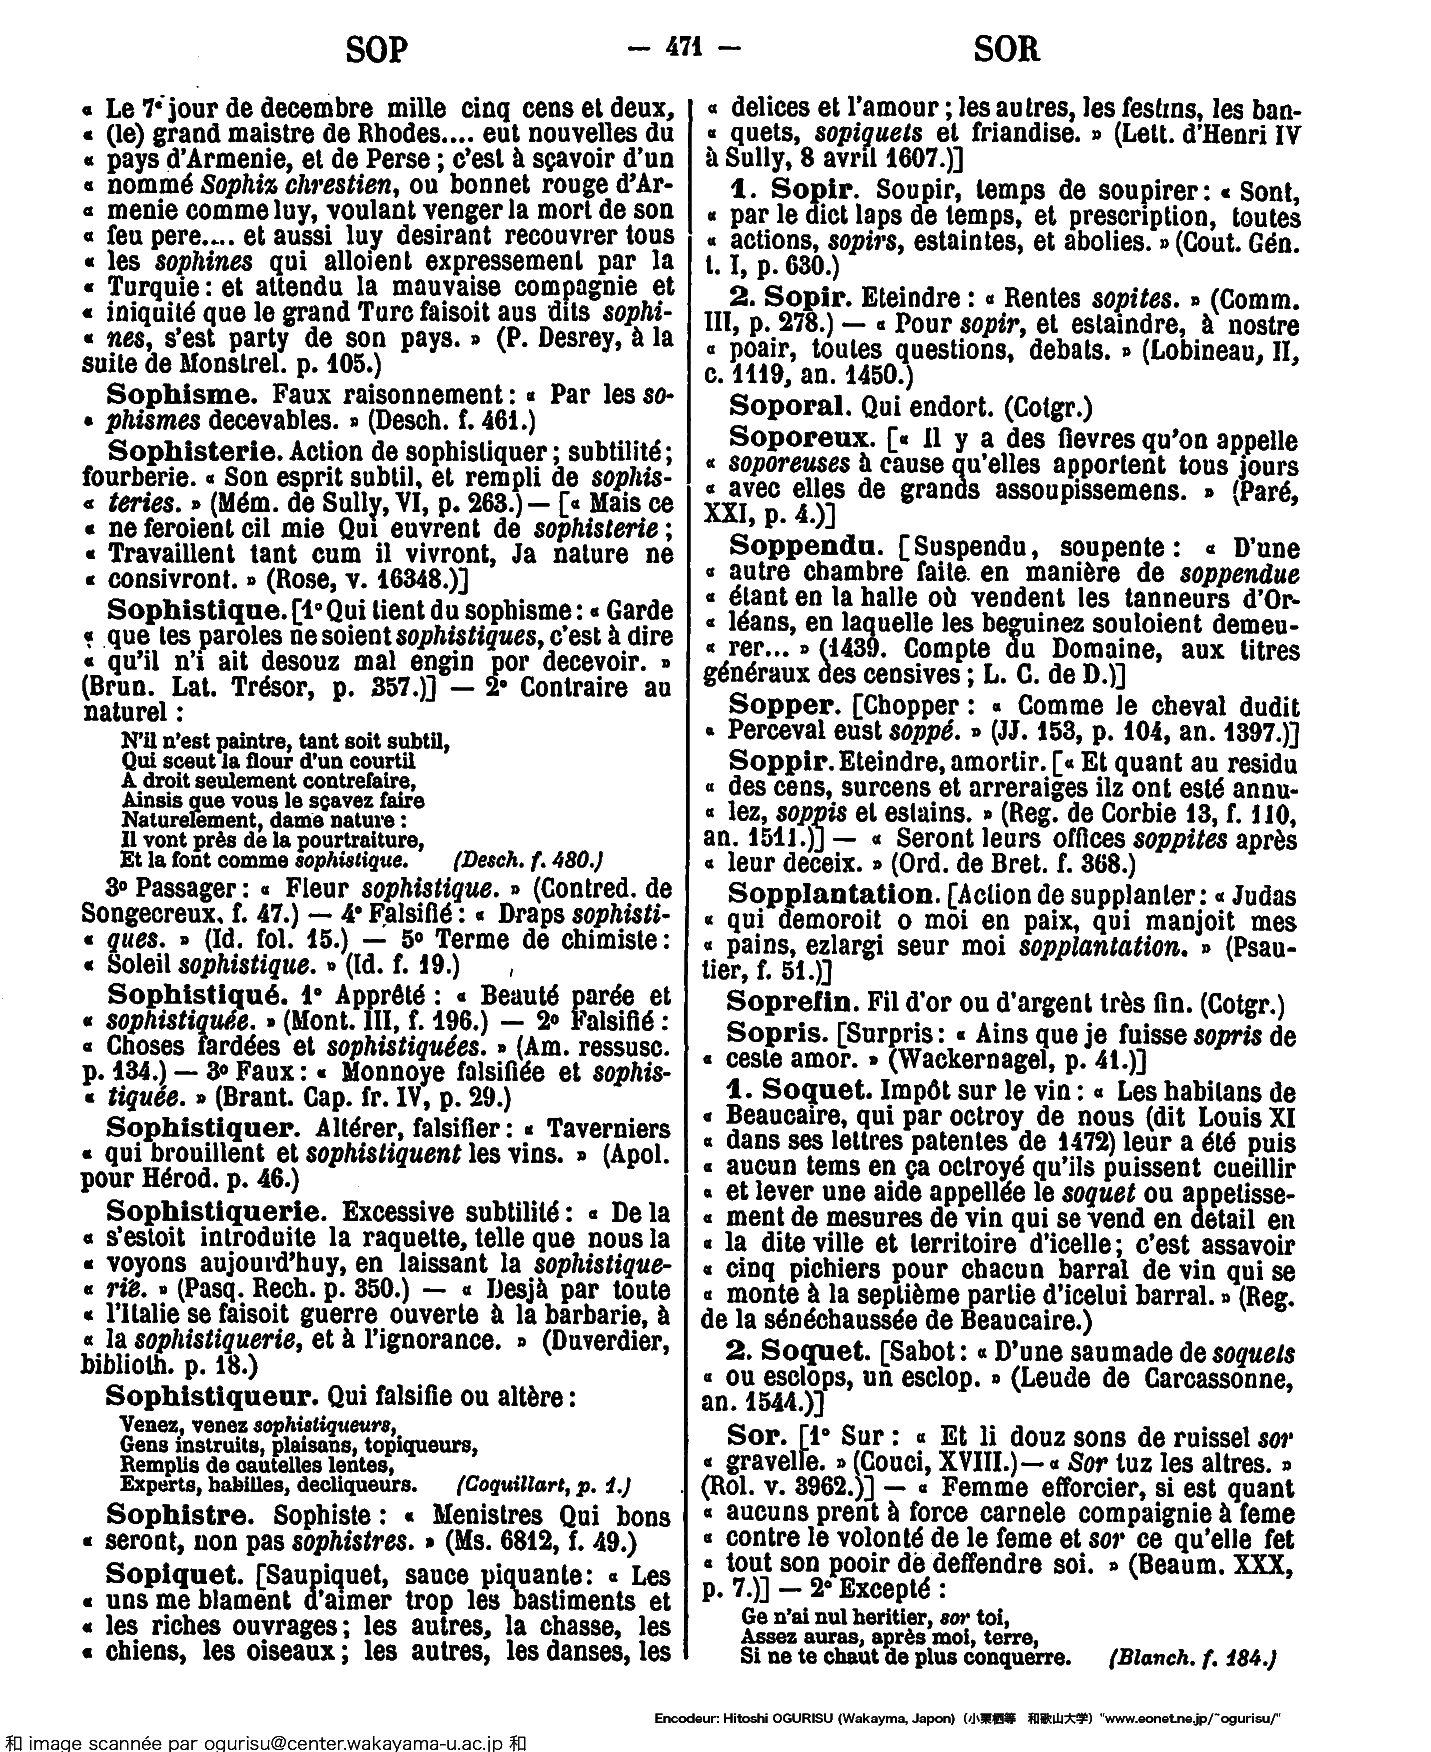 SOP — 471 — SOR
« Le 7e jour de decembre mille cinq cens et deux,
« (le) grand maistre de Rhodes.... eut nouvelles du
« pays d'Armenie, et de Perse ; c'est à sçavoir d'un
« nommé Sophiz chrestien, ou bonnet rouge d'Ar-
« menie comme luy, voulant venger la mort de son
« feu pere.... et aussi luy desirant recouvrer tous
« les sophines qui alloient expressement par la
« Turquie : et attendu la mauvaise compagnie et
« iniquité que le grand Turc faisoit aus dits sophi-
« nes, s'est party de son pays. » (P. Desrey, à la
suite de Monstrel. p. 105.)
Sophisme. Faux raisonnement : « Par les so-
« phismes decevables. » (Desch. f. 461.)
Sophisterie. Action de sophistiquer ; subtilité ;
fourberie. « Son esprit subtil, et rempli de sophis-
« teries. » (Mém. de Sully, VI, p. 263.) — [« Mais ce
« ne feroient cil mie Qui euvrent de sophisterie ;
« Travaillent tant cum il vivront, Ja nature ne
« consivront. » (Rose, v. 16348.)]
Sophistique. [1° Qui tient du sophisme : « Garde
« que tes paroles ne soient sophistiques, c'est à dire
« qu'il n'i ait desouz mal engin por decevoir. »
(Brun. Lat. Trésor, p. 357.)] — 2° Contraire au
naturel :
N'il n'est paintre, tant soit subtil,
Qui sceut la flour d'un courtil
A droit seulement contrefaire,
Ainsis que vous le sçavez faire
Naturelement, dame nature :
Il vont près de la pourtraiture,
Et la font comme sophistique. (Desch. f. 480.)
3° Passager : « Fleur sophistique. » (Contred. de
Songecreux, f. 47.) — 4° Falsifié : « Draps sophisti-
« ques. » (Id. fol. 15.) — 5° Terme de chimiste :
« Soleil sophistique. » (Id. f. 19.)
Sophistiqué. 1° Apprêté : « Beauté parée et
« sophistiquée. » (Mont. III, f. 196.) — 2° Falsifié :
« Choses fardées et sophistiquées. » (Am. ressusc.
p. 134.) — 3° Faux : « Monnoye falsifiée et sophis-
« tiquée. » (Brant. Cap. fr. IV, p. 29.)
Sophistiquer. Altérer, falsifier : « Taverniers
« qui brouillent et sophistiquent les vins. » (Apol.
pour Hérod. p. 46.)
Sophistiquerie. Excessive subtilité : « De la
« s'estoit introduite la raquette, telle que nous la
« voyons aujourd'huy, en laissant la sophistique-
« rie. » (Pasq. Rech. p. 350.) — « Desjà par toute
« l'Italie se faisoit guerre ouverte à la barbarie, à
« la sophistiquerie, et à l'ignorance. » (Duverdier,
biblioth. p. 18.)
Sophistiqueur. Qui falsifie ou altère :
Venez, venez sophistiqueurs,
Gens instruits, plaisans, topiqueurs,
Remplis de cautelles lentes,
Experts, habilles, decliqueurs. (Coquillart, p. 1.)
Sophistre. Sophiste : « Menistres Qui bons
« seront, non pas sophistres. » (Ms. 6812, f. 49.)
Sopiquet. [Saupiquet, sauce piquante : « Les
« uns me blament d'aimer trop les bastiments et
« les riches ouvrages ; les autres, la chasse, les
« chiens, les oiseaux ; les autres, les danses, les
« delices et l'amour ; les autres, les festins, les ban-
« quets, sopiquets et friandise. » (Lett. d'Henri IV
à Sully, 8 avril 1607.)]
1. Sopir. Soupir, temps de soupirer : « Sont,
« par le dict laps de temps, et prescription, toutes
« actions, sopirs, estaintes, et abolies. » (Cout. Gén.
t. I, p. 630.)
2. Sopir. Eteindre : « Rentes sopites. » (Comm.
III, p. 278.) — « Pour sopir, et estaindre, à nostre
« poair, toutes questions, debats. » (Lobineau, II,
c. 1119, an. 1450.)
Soporal. Qui endort. (Cotgr.)
Soporeux. [« Il y a des fievres qu'on appelle
« soporeuses à cause qu'elles apportent tous jours
« avec elles de grands assoupissemens. » (Paré,
XXI, p. 4.)]
Soppendu. [Suspendu, soupente : « D'une
« autre chambre faite en manière de soppendue
« étant en la halle où vendent les tanneurs d'Or-
« léans, en laquelle les beguinez souloient demeu-
« rer... » (1439. Compte du Domaine, aux titres
généraux des censives ; L. C. de D.)]
Sopper. [Chopper : « Comme le cheval dudit
« Perceval eust soppé. » (JJ. 153, p. 104, an. 1397.)]
Soppir. Eteindre, amortir. [« Et quant au residu
« des cens, surcens et arreraiges ilz ont esté annu-
« lez, soppis et estains. » (Reg. de Corbie 13, f. 110,
an. 1511.)] — « Seront leurs offices soppites après
« leur deceix. » (Ord. de Bret. f. 368.)
Sopplantation. [Action de supplanter : « Judas
« qui demoroit o moi en paix, qui manjoit mes
« pains, ezlargi seur moi sopplantation. » (Psau-
tier, f. 51.)]
Soprefin. Fil d'or ou d'argent très fin. (Cotgr.)
Sopris. [Surpris : « Ains que je fuisse sopris de
« ceste amor. » (Wackernagel, p. 41.)]
1. Soquet. Impôt sur le vin : « Les habitans de
« Beaucaire, qui par octroy de nous (dit Louis XI
« dans ses lettres patentes de 1472) leur a été puis
« aucun tems en ça octroyé qu'ils puissent cueillir
« et lever une aide appellée le soquet ou appetisse-
« ment de mesures de vin qui se vend en detail en
« la dite ville et territoire d'icelle ; c'est assavoir
« cinq pichiers pour chacun barral de vin qui se
« monte à la septième partie d'icelui barral. » (Reg.
de la sénéchaussée de Beaucaire.)
2. Soquet. [Sabot : « D'une saumade de soquets
« ou esclops, un esclop. » (Leude de Carcassonne,
an. 1544.)]
Sor. [1° Sur : « Et li douz sons de ruissel sor
« gravelle. » (Couci, XVIII.) — « Sor tuz les altres. »
(Rol. v. 3962.)] — « Femme efforcier, si est quant
« aucuns prent à force carnele compaignie à feme
« contre le volonté de le feme et sor ce qu'elle fet
« tout son pooir de deffendre soi. » (Beaum. XXX,
p. 7.)] — 2° Excepté :
Ge n'ai nul heritier, sor toi,
Assez auras, après moi, terre,
Si ne te chaut de plus conquerre. (Blanch. f. 184.)
Encodeur: Hitoshi OGURISU (Wakayma, Japon) (小栗栖等 和歌山大学) "www.eonet.ne.jp/~ogurisu/"
和 image scannée par ogurisu@center.wakayama-u.ac.jp 和